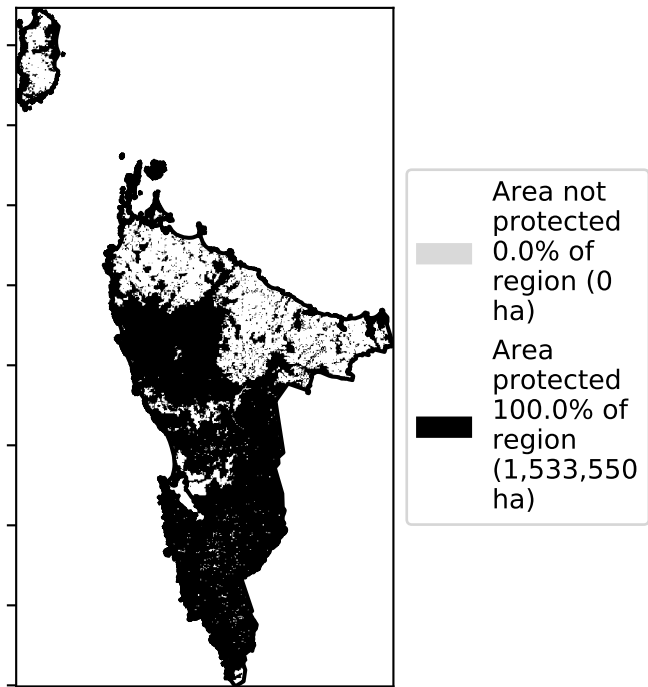 Area not
protected
0.0% of
region (0
ha)
Area
protected
100.0% of
region
(1,533,550
ha)